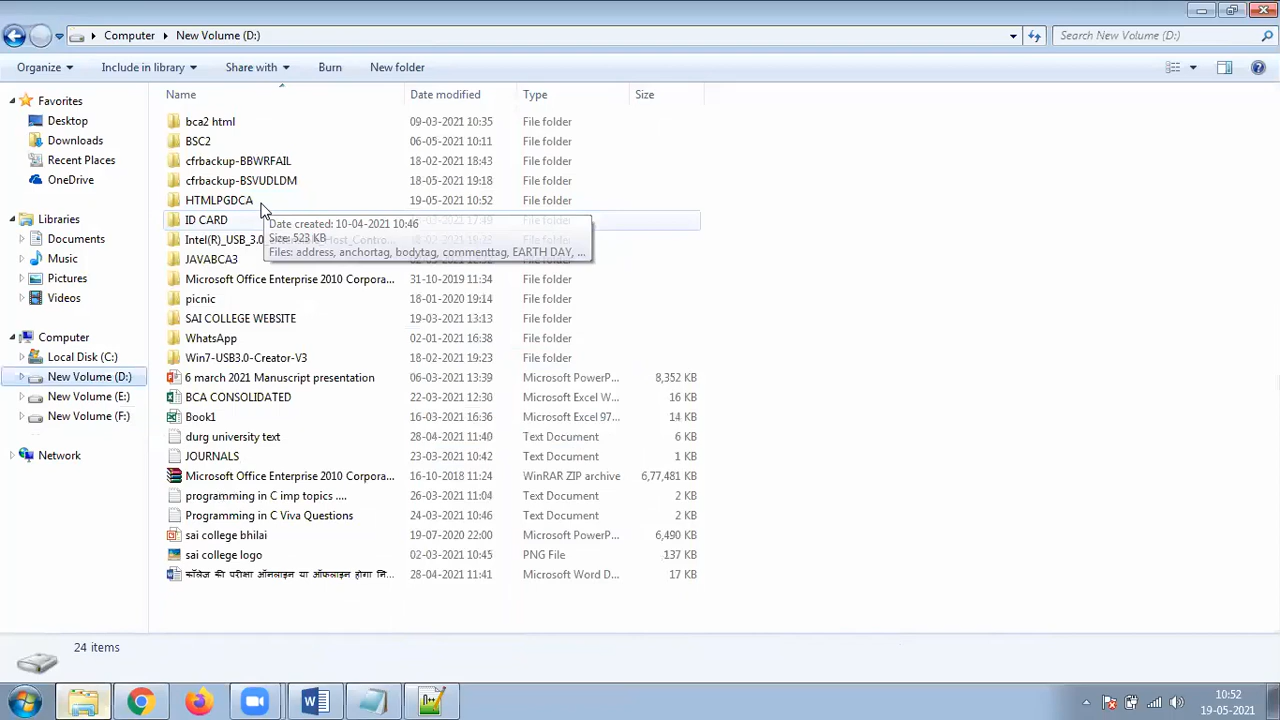 Computer New Volume (D:) Search New Volume (D:)
Organize Include in library Share with Burn New folder
Name Date modified Type Size
Favorites
Desktop
Downloads
Recent Places
OneDrive
Libraries
Documents
Music
Pictures
Videos
Computer
Local Disk (C:)
New Volume (D:)
New Volume (E:)
New Volume (F:)
Network
bca2 html 09-03-2021 10:35 File folder
BSC2 06-05-2021 10:11 File folder
cfrbackup-BBWRFAIL 18-02-2021 18:43 File folder
cfrbackup-BSVUDLDM 18-05-2021 19:18 File folder
HTMLPGDCA 19-05-2021 10:52 File folder
ID CARD 17:49 File folder
Date created: 10-04-2021 10:46
Size: 523 KB
Files: address, anchortag, bodytag, commenttag, EARTH DAY, ...
Intel(R)_USB_3.0 File folder
JAVABCA3 File folder
Microsoft Office Enterprise 2010 Corpora... 31-10-2019 11:34 File folder
picnic 18-01-2020 19:14 File folder
SAI COLLEGE WEBSITE 19-03-2021 13:13 File folder
WhatsApp 02-01-2021 16:38 File folder
Win7-USB3.0-Creator-V3 18-02-2021 19:23 File folder
6 march 2021 Manuscript presentation 06-03-2021 13:39 Microsoft PowerP... 8,352 KB
BCA CONSOLIDATED 22-03-2021 12:30 Microsoft Excel W... 16 KB
Book1 16-03-2021 16:36 Microsoft Excel 97... 14 KB
durg university text 28-04-2021 11:40 Text Document 6 KB
JOURNALS 23-03-2021 10:42 Text Document 1 KB
Microsoft Office Enterprise 2010 Corpora... 16-10-2018 11:24 WinRAR ZIP archive 6,77,481 KB
programming in C imp topics .... 26-03-2021 11:04 Text Document 2 KB
Programming in C Viva Questions 24-03-2021 10:46 Text Document 2 KB
sai college bhilai 19-07-2020 22:00 Microsoft PowerP... 6,490 KB
sai college logo 02-03-2021 10:45 PNG File 137 KB
कॉलेज की परीक्षा ऑनलाइन या ऑफलाइन होगा नि... 28-04-2021 11:41 Microsoft Word D... 17 KB
24 items
10:52
19-05-2021